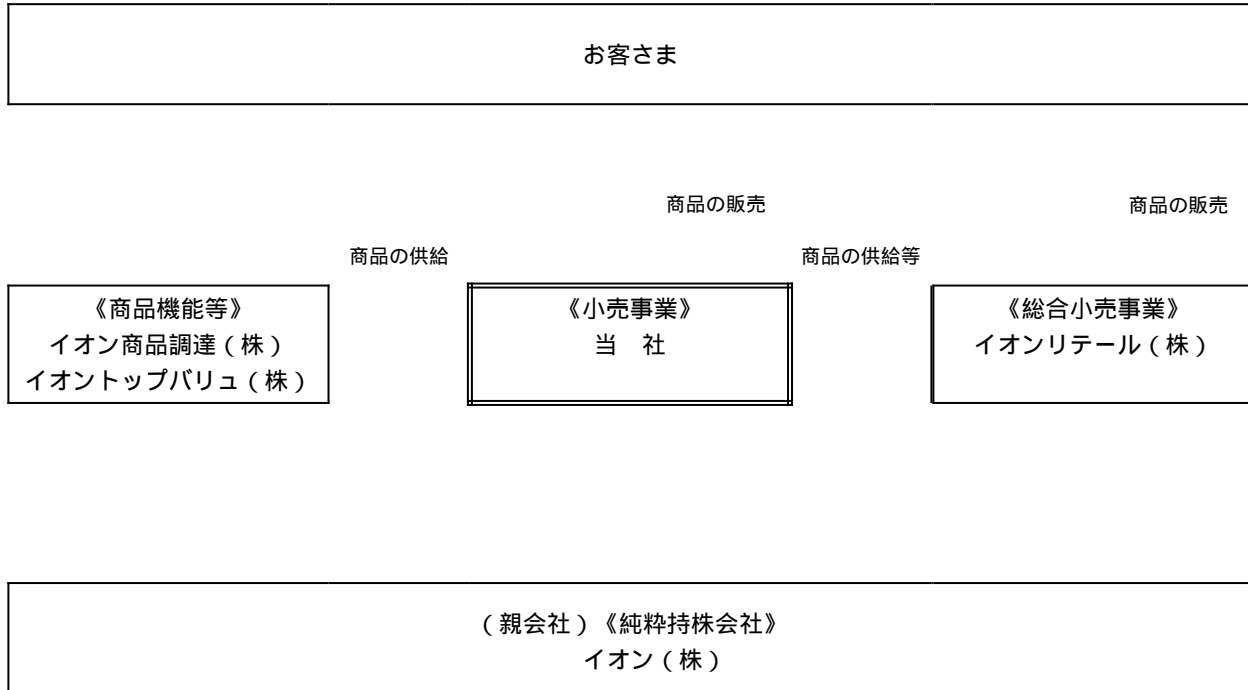 お客さま
商品の販売
商品の販売
商品の供給
商品の供給等
《商品機能等》
イオン商品調達(株)
イオントップバリュ(株)
《小売事業》
当 社
《総合小売事業》
イオンリテール(株)
(親会社)《純粋持株会社》
イオン(株)